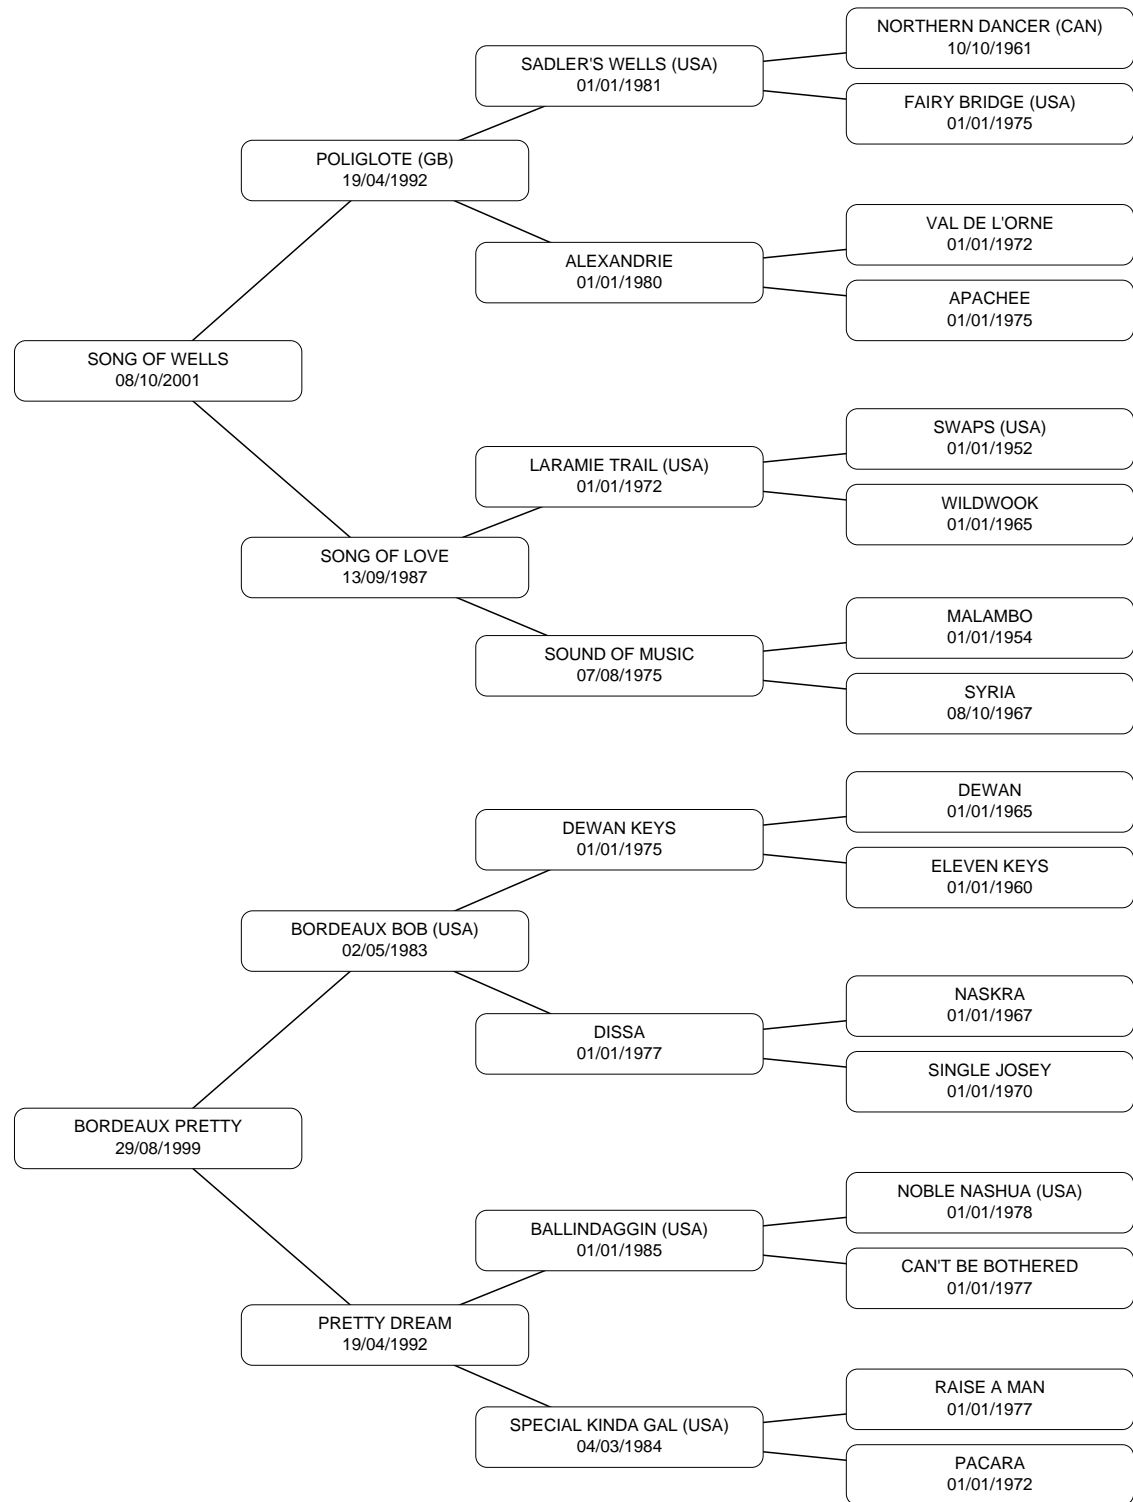 NORTHERN DANCER (CAN)
10/10/1961
SADLER'S WELLS (USA)
01/01/1981
FAIRY BRIDGE (USA)
01/01/1975
POLIGLOTE (GB)
19/04/1992
VAL DE L'ORNE
01/01/1972
ALEXANDRIE
01/01/1980
APACHEE
01/01/1975
SONG OF WELLS
08/10/2001
SWAPS (USA)
01/01/1952
LARAMIE TRAIL (USA)
01/01/1972
WILDWOOK
01/01/1965
SONG OF LOVE
13/09/1987
MALAMBO
01/01/1954
SOUND OF MUSIC
07/08/1975
SYRIA
08/10/1967
DEWAN
01/01/1965
DEWAN KEYS
01/01/1975
ELEVEN KEYS
01/01/1960
BORDEAUX BOB (USA)
02/05/1983
NASKRA
01/01/1967
DISSA
01/01/1977
SINGLE JOSEY
01/01/1970
BORDEAUX PRETTY
29/08/1999
NOBLE NASHUA (USA)
01/01/1978
BALLINDAGGIN (USA)
01/01/1985
CAN'T BE BOTHERED
01/01/1977
PRETTY DREAM
19/04/1992
RAISE A MAN
01/01/1977
SPECIAL KINDA GAL (USA)
04/03/1984
PACARA
01/01/1972